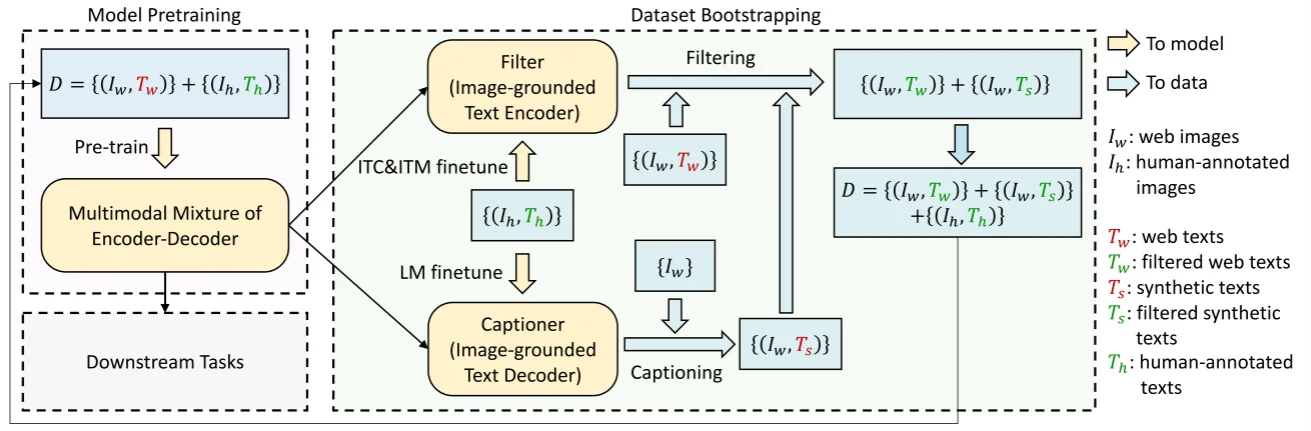 Model Pretraining
Dataset Bootstrapping
D = {(I_w, T_w)} + {(I_h, T_h)}
Pre-train
Multimodal Mixture of
Encoder-Decoder
Downstream Tasks
Filter
(Image-grounded
Text Encoder)
ITC&ITM finetune
{(I_h, T_h)}
LM finetune
Captioner
(Image-grounded
Text Decoder)
Filtering
{(I_w, T_w)}
{I_w}
Captioning
{(I_w, T_s)}
{(I_w, T_w)} + {(I_w, T_s)}
D = {(I_w, T_w)} + {(I_w, T_s)}
+{(I_h, T_h)}
To model
To data
I_w: web images
I_h: human-annotated
images
T_w: web texts
T_w: filtered web texts
T_s: synthetic texts
T_s: filtered synthetic
texts
T_h: human-annotated
texts